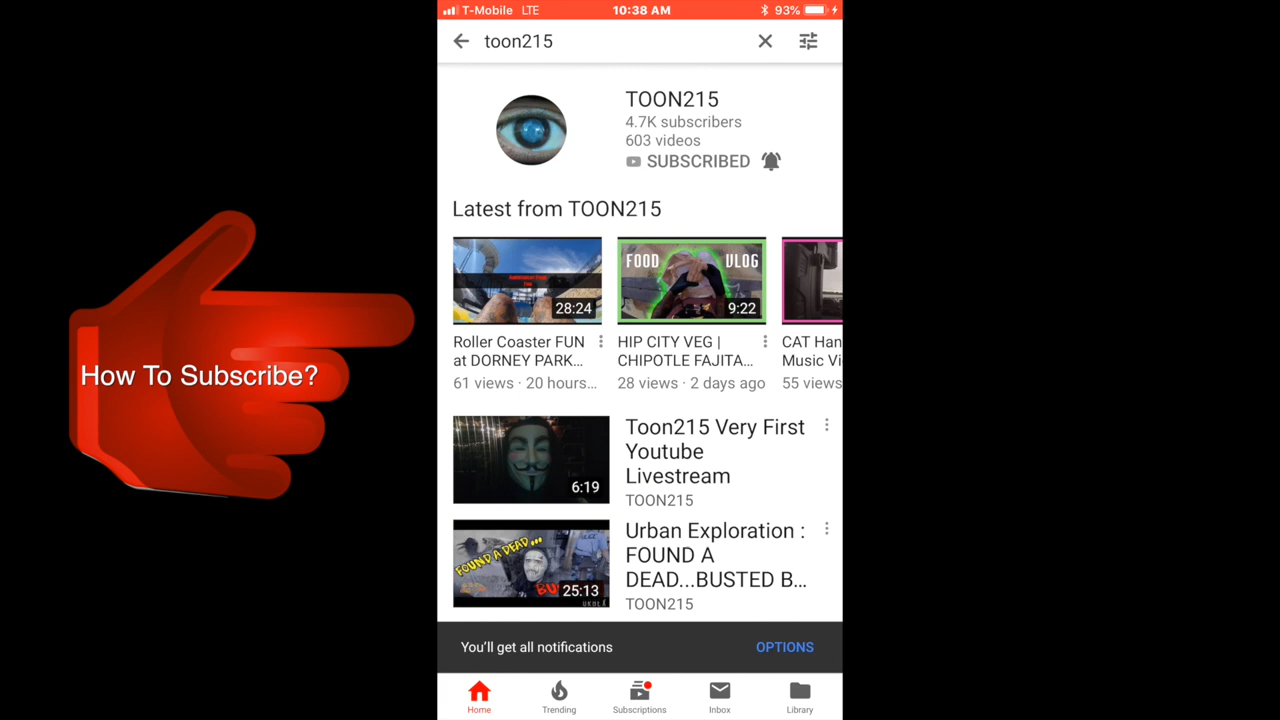 T-Mobile LTE 10:38 AM 93%
toon215
TOON215
4.7K subscribers
603 videos
SUBSCRIBED
Latest from TOON215
28:24
FOOD VLOG
9:22
Roller Coaster FUN
at DORNEY PARK...
61 views · 20 hours...
HIP CITY VEG |
CHIPOTLE FAJITA...
28 views · 2 days ago
CAT Han
Music Vi
55 views
How To Subscribe?
6:19
Toon215 Very First
Youtube
Livestream
TOON215
FOUND A DEAD...
BU
25:13
Urban Exploration :
FOUND A
DEAD...BUSTED B...
TOON215
You'll get all notifications OPTIONS
Home Trending Subscriptions Inbox Library